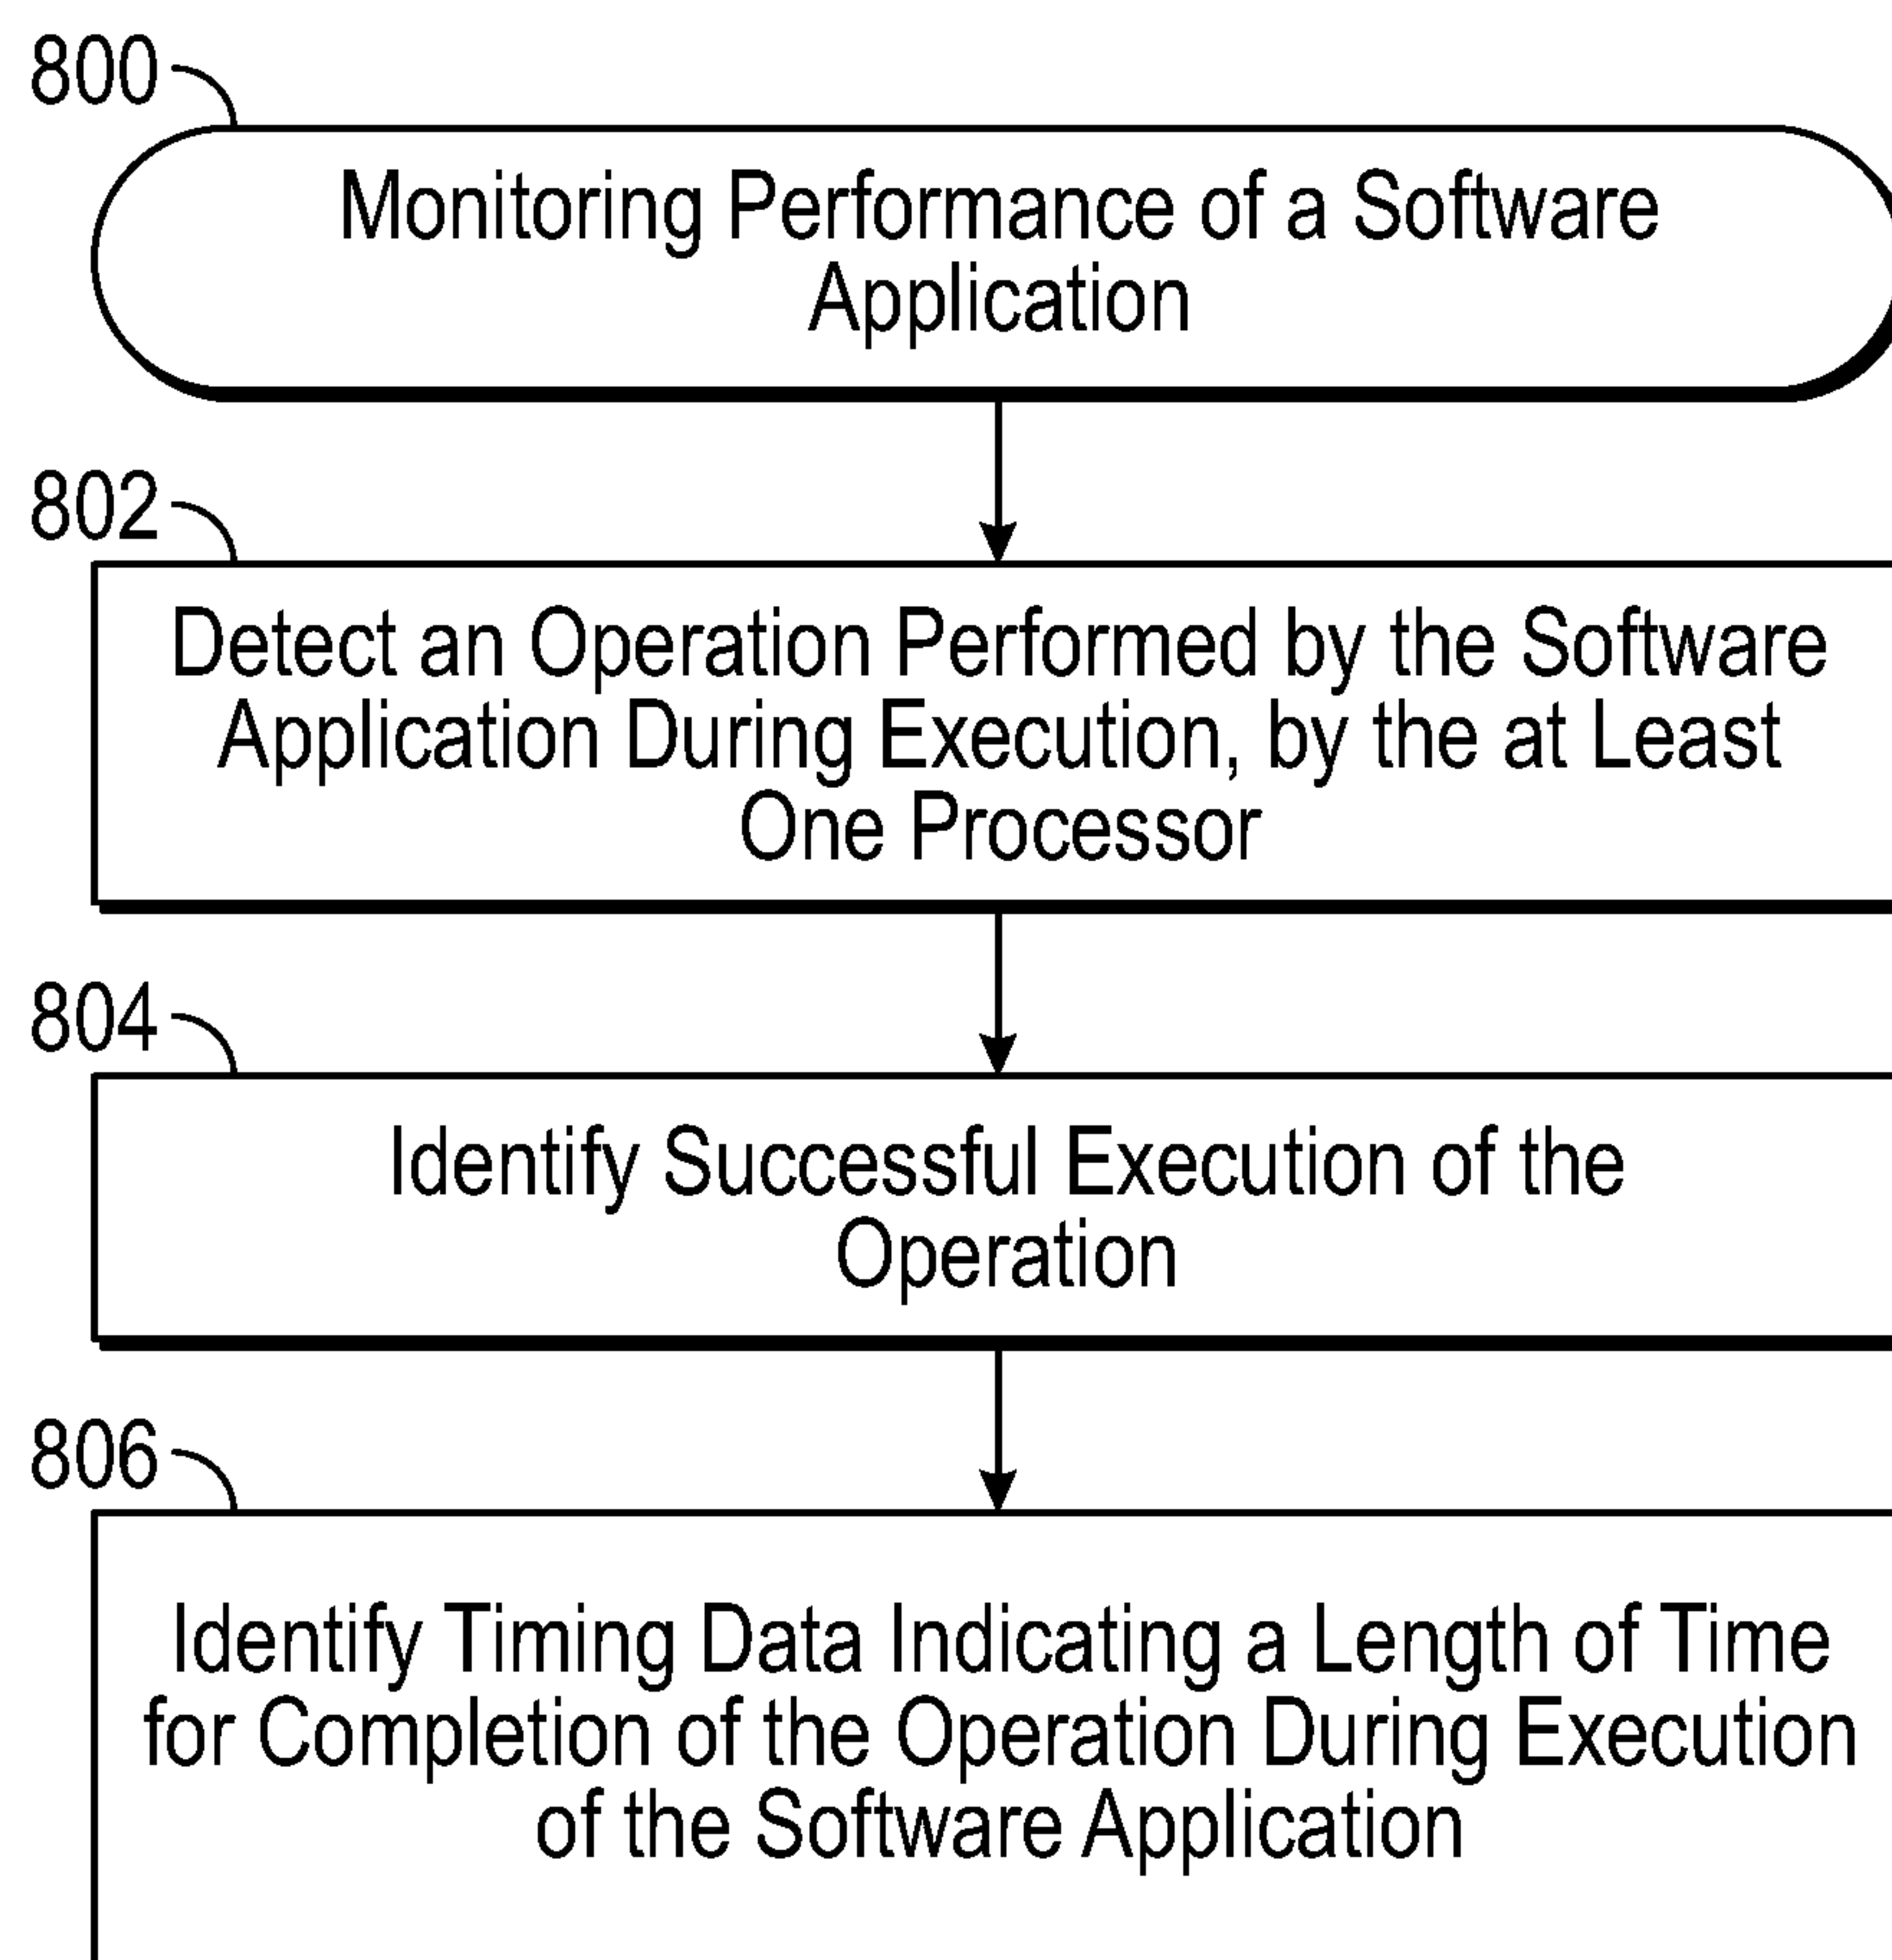 800
Monitoring Performance of a Software
Application
802
Detect an Operation Performed by the Software
Application During Execution, by the at Least
One Processor
804
Identify Successful Execution of the
Operation
806
Identify Timing Data Indicating a Length of Time
for Completion of the Operation During Execution
of the Software Application